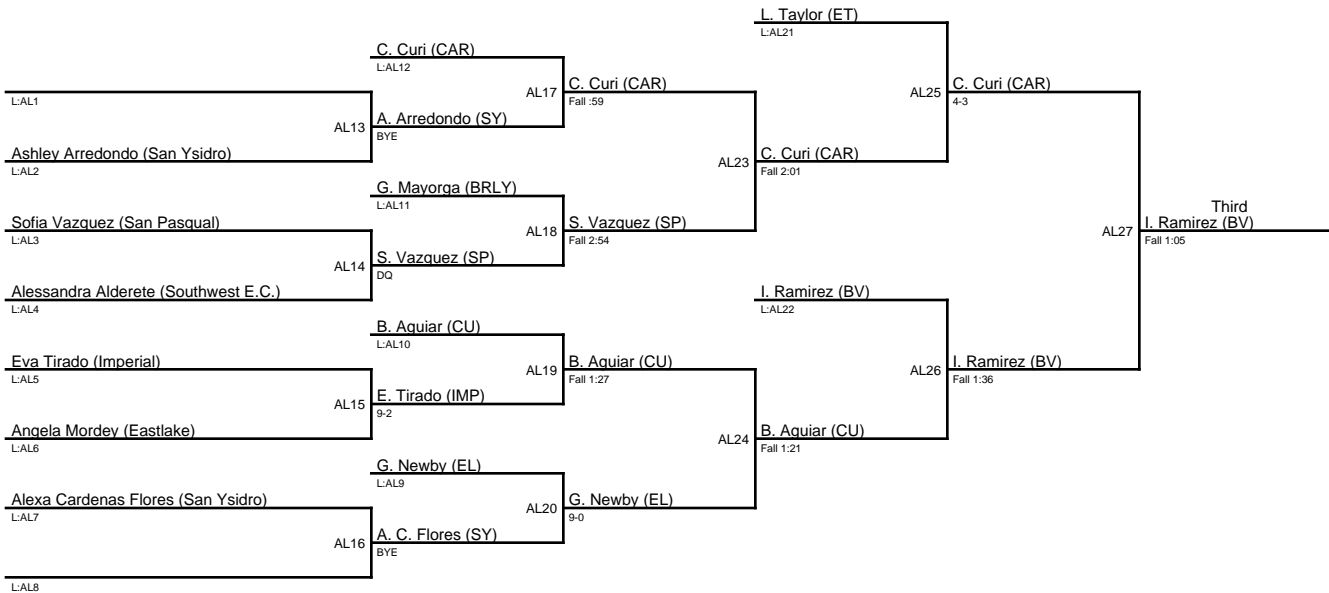 L. Taylor (ET)
L:AL21
C. Curi (CAR)
L:AL12
AL17
C. Curi (CAR)
Fall :59
AL25
C. Curi (CAR)
4-3
L:AL1
AL13
A. Arredondo (SY)
BYE
Ashley Arredondo (San Ysidro)
L:AL2
AL23
C. Curi (CAR)
Fall 2:01
G. Mayorga (BRLY)
L:AL11
Sofia Vazquez (San Pasqual)
L:AL3
AL18
S. Vazquez (SP)
Fall 2:54
AL27
Third
I. Ramirez (BV)
Fall 1:05
AL14
S. Vazquez (SP)
DQ
Alessandra Alderete (Southwest E.C.)
L:AL4
I. Ramirez (BV)
L:AL22
B. Aguiar (CU)
L:AL10
Eva Tirado (Imperial)
L:AL5
AL19
B. Aguiar (CU)
Fall 1:27
AL26
I. Ramirez (BV)
Fall 1:36
AL15
E. Tirado (IMP)
9-2
Angela Mordey (Eastlake)
L:AL6
AL24
B. Aguiar (CU)
Fall 1:21
G. Newby (EL)
L:AL9
Alexa Cardenas Flores (San Ysidro)
L:AL7
AL20
G. Newby (EL)
9-0
AL16
A. C. Flores (SY)
BYE
L:AL8